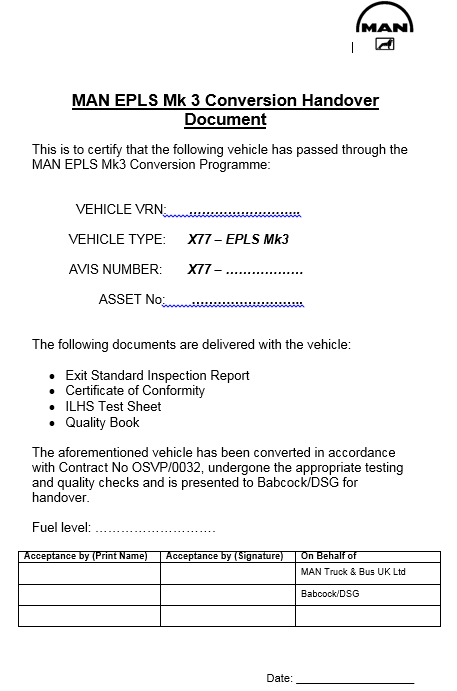 MAN
MAN EPLS Mk 3 Conversion Handover
Document
This is to certify that the following vehicle has passed through the
MAN EPLS Mk3 Conversion Programme:
VEHICLE VRN: ……………………..
VEHICLE TYPE: X77 – EPLS Mk3
AVIS NUMBER: X77 – ………………
ASSET No: ……………………..
The following documents are delivered with the vehicle:
• Exit Standard Inspection Report
• Certificate of Conformity
• ILHS Test Sheet
• Quality Book
The aforementioned vehicle has been converted in accordance
with Contract No OSVP/0032, undergone the appropriate testing
and quality checks and is presented to Babcock/DSG for
handover.
Fuel level: ……………………….
Acceptance by (Print Name) Acceptance by (Signature) On Behalf of
MAN Truck & Bus UK Ltd
Babcock/DSG
Date: ____________________